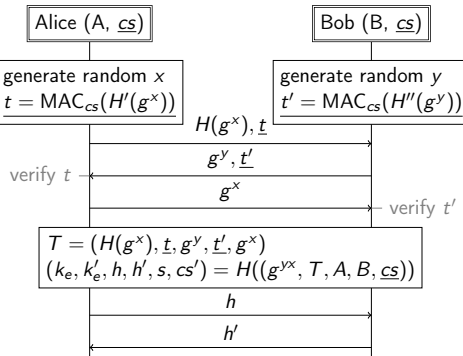 Alice (A, cs)
Bob (B, cs)
generate random x
t = MAC_cs(H'(g^x))
generate random y
t' = MAC_cs(H''(g^y))
H(g^x), t
g^y, t'
verify t
g^x
verify t'
T = (H(g^x), t, g^y, t', g^x)
(k_e, k'_e, h, h', s, cs') = H((g^yx, T, A, B, cs))
h
h'